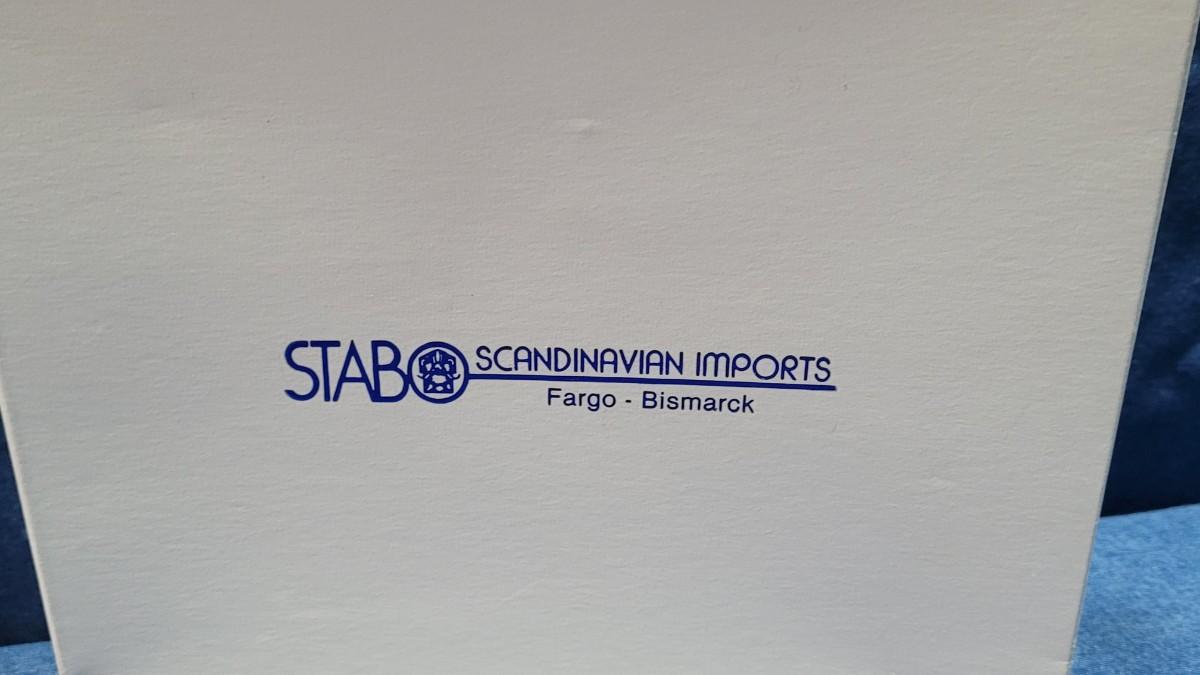 STABO SCANDINAVIAN IMPORTS
Fargo - Bismarck